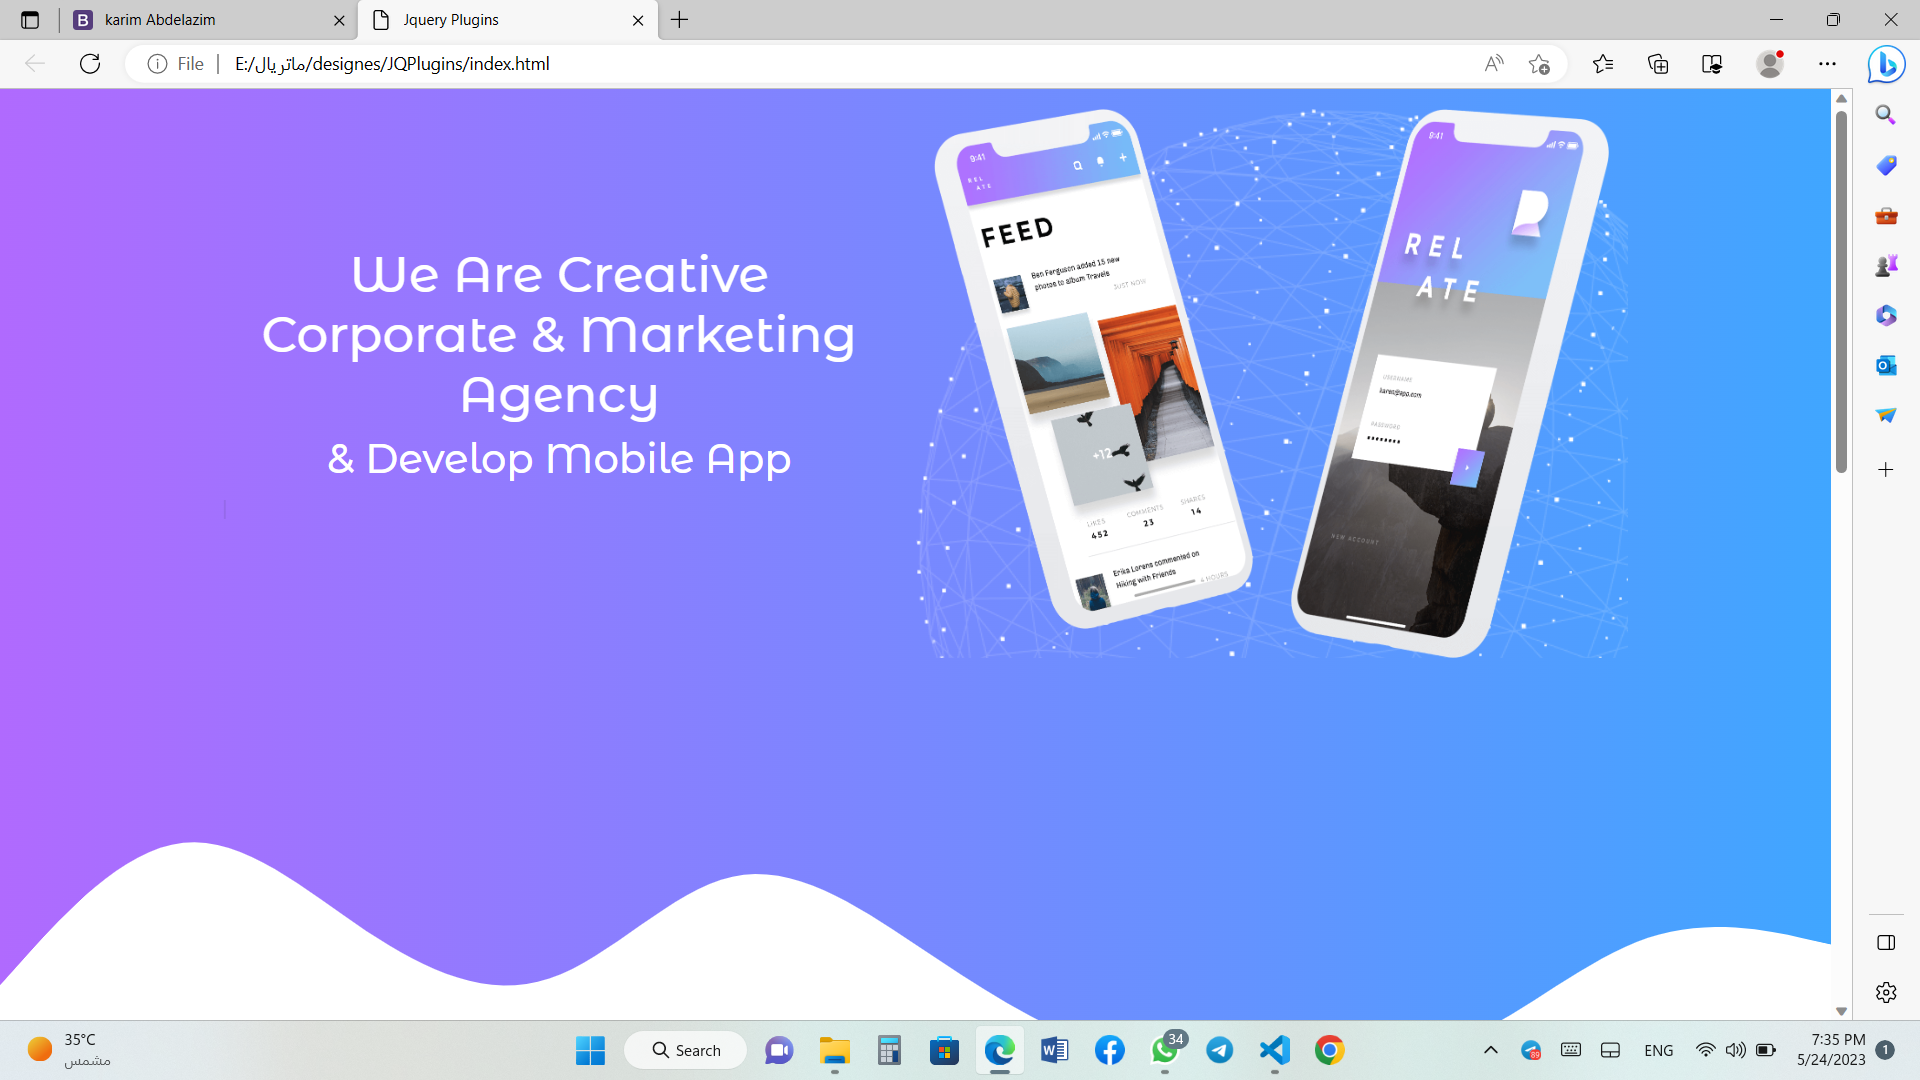 karim Abdelazim
Jquery Plugins
File
E:/ماتريال/designes/JQPlugins/index.html
We Are Creative
Corporate & Marketing
Agency
& Develop Mobile App
9:41
REL
ATE
FEED
Ben Ferguson added 15 new
photos to album Travels
JUST NOW
+12
LIKES
452
COMMENTS
23
SHARES
14
Erika Lorens commented on
Hiking with Friends
4 HOURS
9:41
REL
ATE
USERNAME
karen@app.com
PASSWORD
NEW ACCOUNT
35°C
مشمس
Search
34
89
ENG
7:35 PM
5/24/2023
1